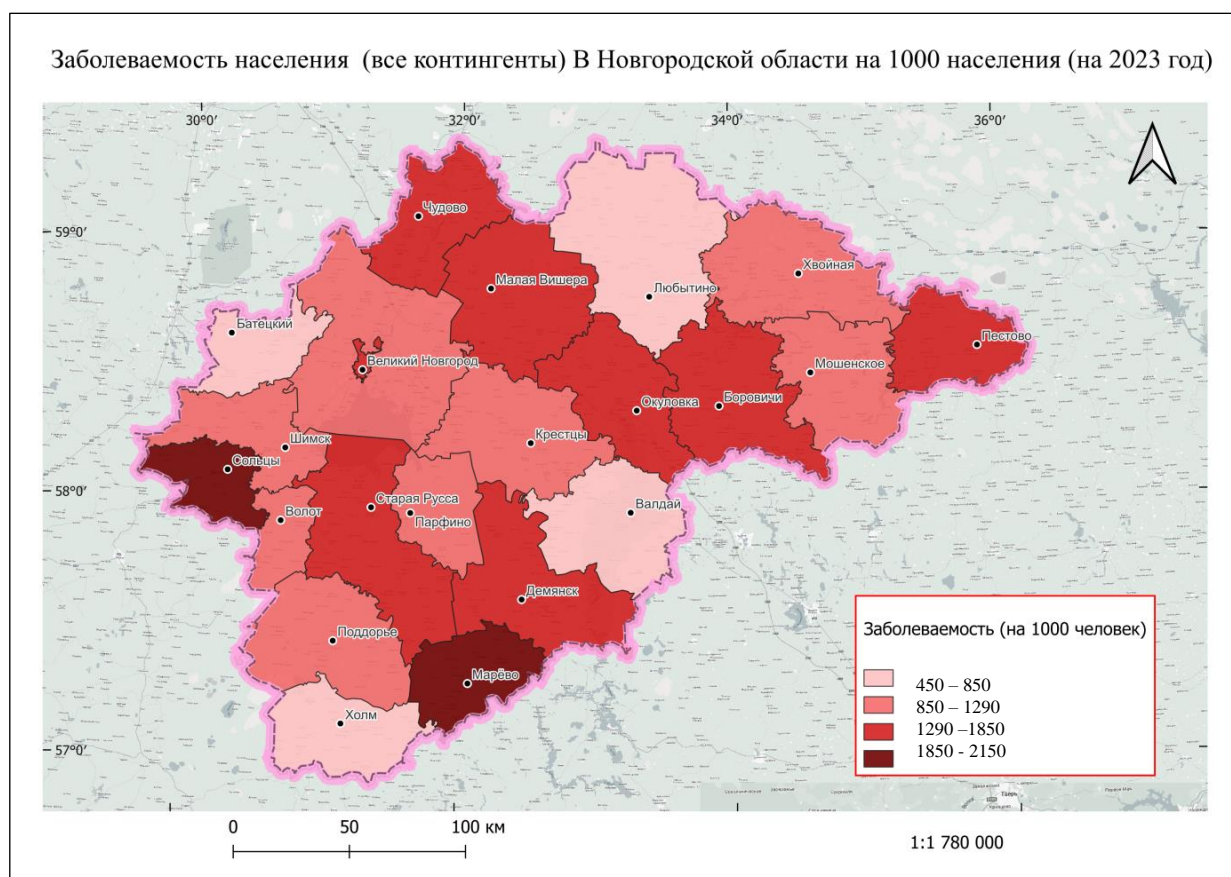 Заболеваемость населения (все контингенты) В Новгородской области на 1000 населения (на 2023 год)
30°0' 32°0' 34°0' 36°0'
59°0'
58°0'
57°0'
Чудово
Малая Вишера
Любытино
Хвойная
Батецкий
Пестово
Великий Новгород
Мошенское
Окуловка
Боровичи
Крестцы
Шимск
Сольцы
Старая Русса
Парфино
Волот
Валдай
Демянск
Поддорье
Марёво
Холм
Заболеваемость (на 1000 человек)
450 – 850
850 – 1290
1290 –1850
1850 - 2150
Тверь
0 50 100 км
1:1 780 000